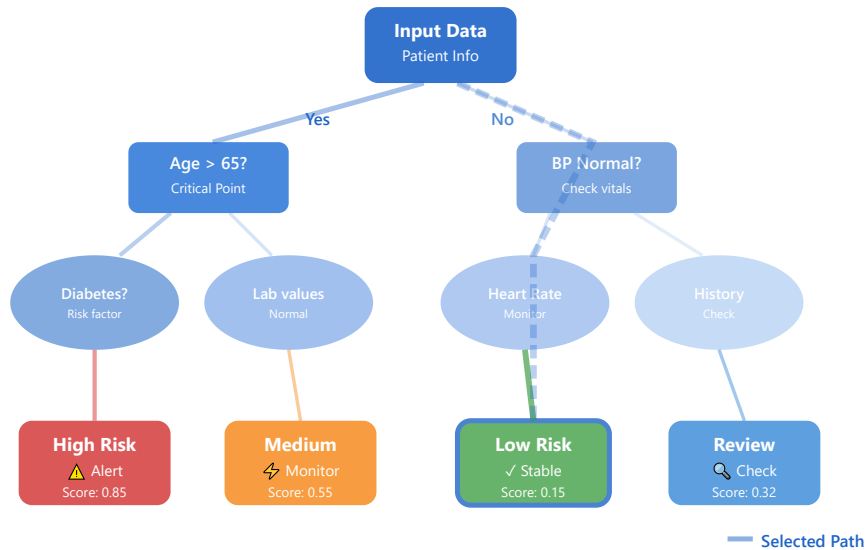 Input Data
Patient Info
Yes
No
Age > 65?
Critical Point
BP Normal?
Check vitals
Diabetes?
Risk factor
Lab values
Normal
Heart Rate
Monitor
History
Check
High Risk
⚠️ Alert
Score: 0.85
Medium
⚡ Monitor
Score: 0.55
Low Risk
✓ Stable
Score: 0.15
Review
🔍 Check
Score: 0.32
Selected Path